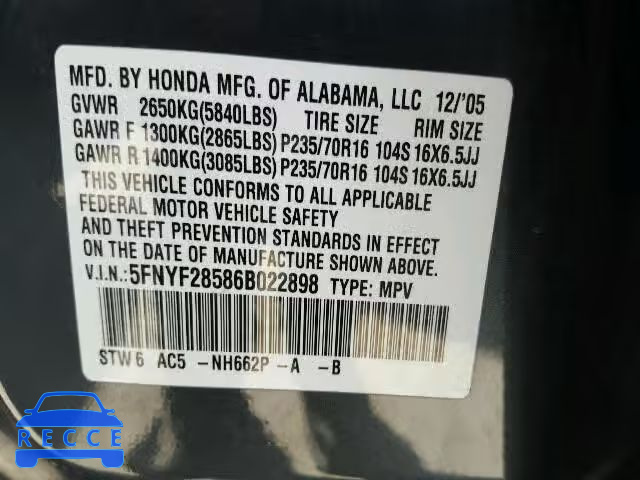 MFD. BY HONDA MFG. OF ALABAMA, LLC 12/'05
GVWR 2650KG(5840LBS) TIRE SIZE RIM SIZE
GAWR F 1300KG(2865LBS) P235/70R16 104S 16X6.5JJ
GAWR R 1400KG(3085LBS) P235/70R16 104S 16X6.5JJ
THIS VEHICLE CONFORMS TO ALL APPLICABLE
FEDERAL MOTOR VEHICLE SAFETY
AND THEFT PREVENTION STANDARDS IN EFFECT
ON THE DATE OF MANUFACTURE SHOWN ABOVE.
V.I.N.:5FNYF28586B022898 TYPE: MPV
STW6 AC5 -NH662P -A -B
RECCE